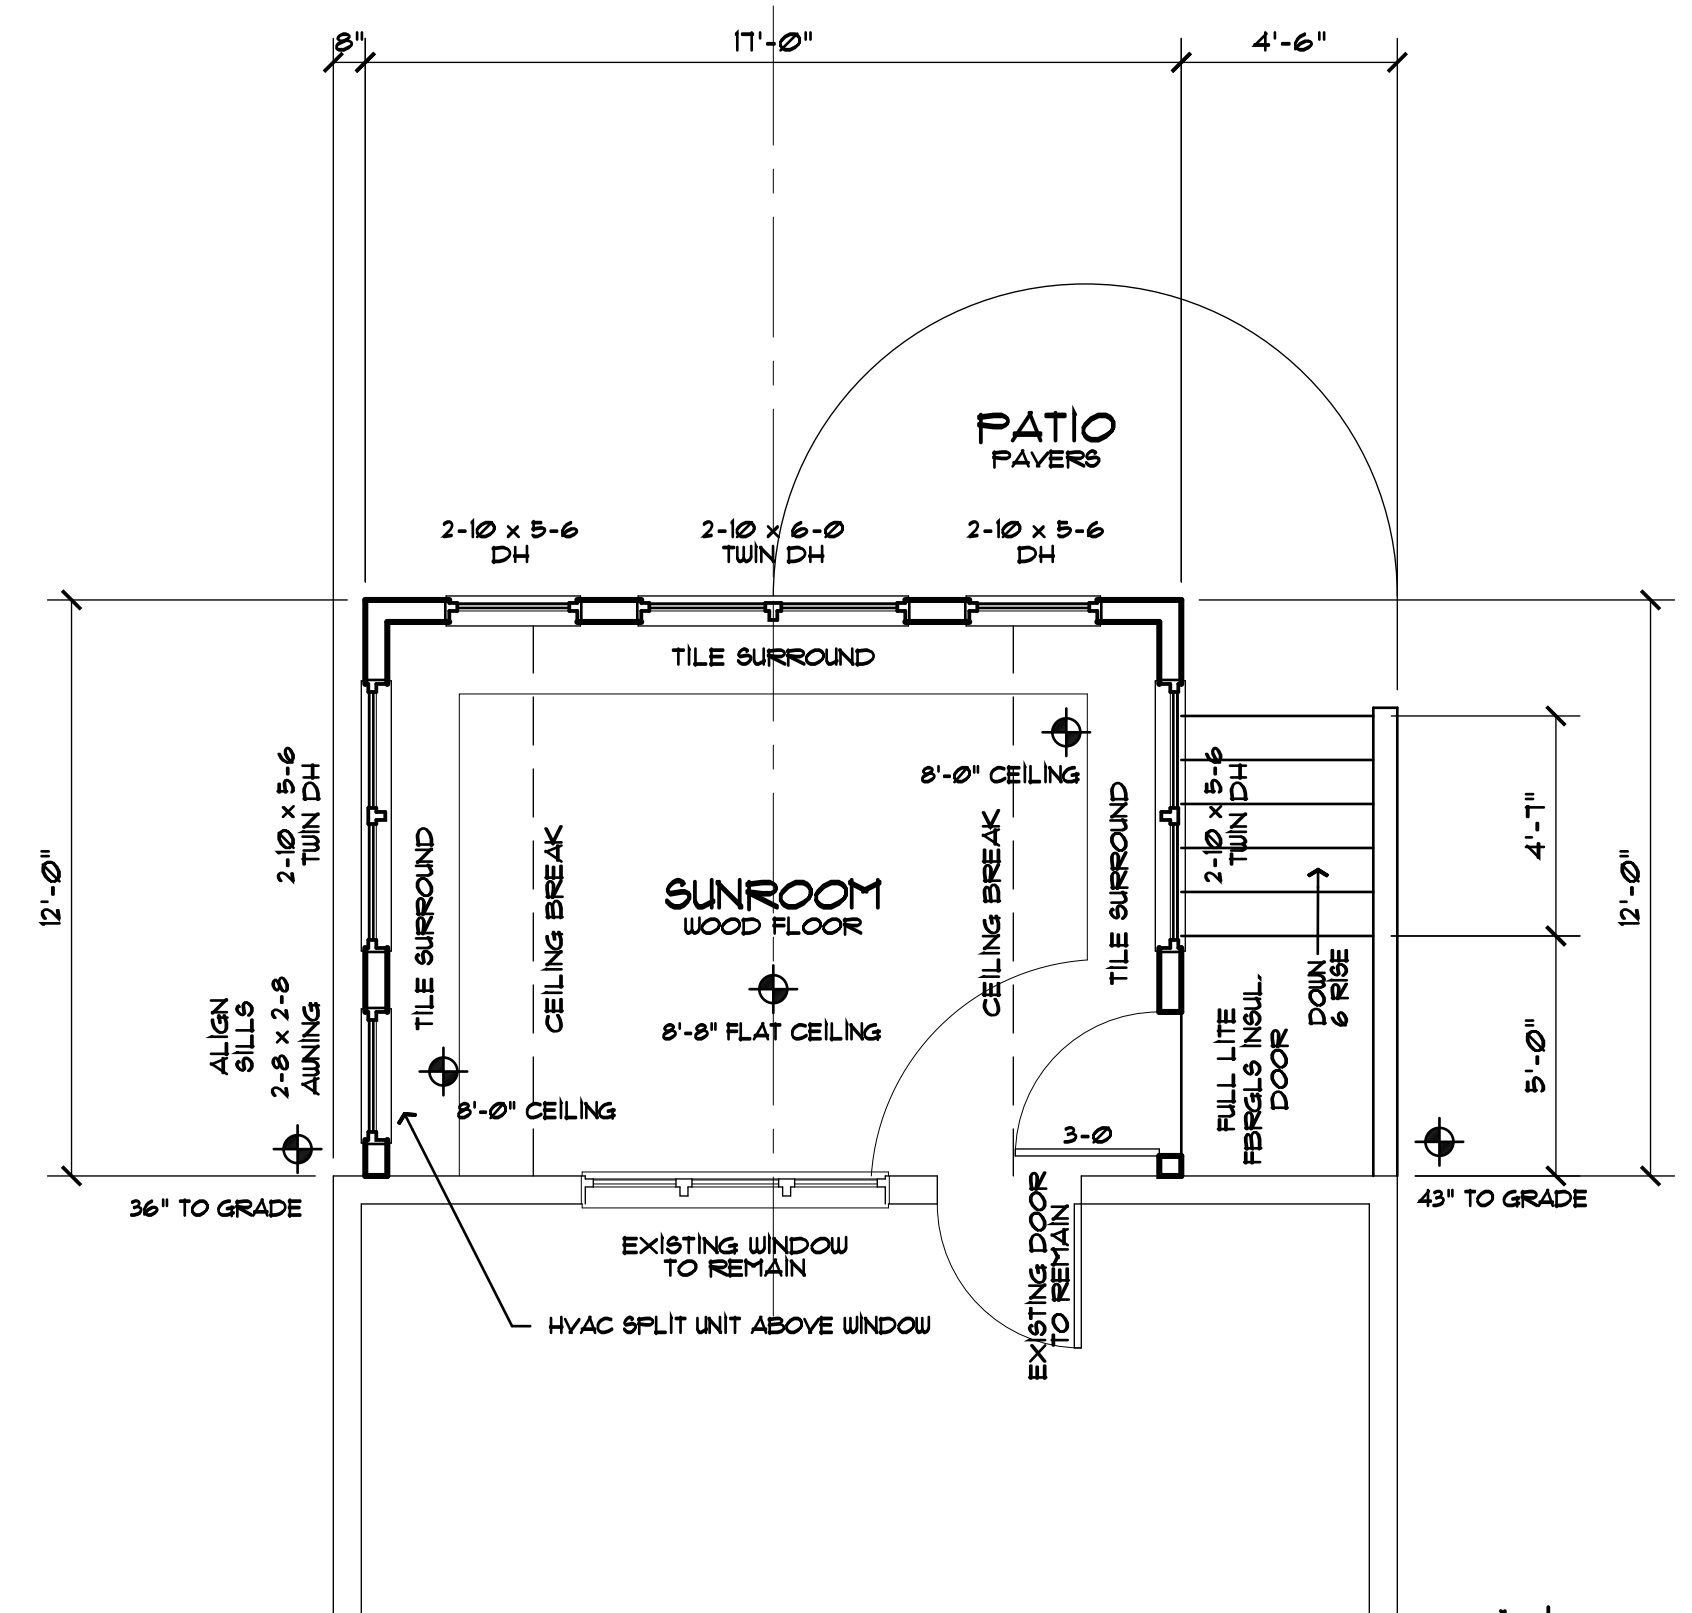 8"
17'-0"
4'-6"
PATIO
PAVERS
2-10 x 5-6
DH
2-10 x 6-0
TWIN DH
2-10 x 5-6
DH
TILE SURROUND
8'-0" CEILING
2-10 x 5-6
TWIN DH
2-10 x 5-6
TWIN DH
4'-7"
12'-0"
12'-0"
TILE SURROUND
CEILING BREAK
SUNROOM
WOOD FLOOR
CEILING BREAK
TILE SURROUND
8'-8" FLAT CEILING
DOWN
6 RISE
ALIGN
SILLS
2-8 x 2-8
AWNING
FULL LITE
FBRGLS INSUL.
DOOR
5'-0"
8'-0" CEILING
3-0
36" TO GRADE
43" TO GRADE
EXISTING WINDOW
TO REMAIN
EXISTING DOOR
TO REMAIN
HVAC SPLIT UNIT ABOVE WINDOW